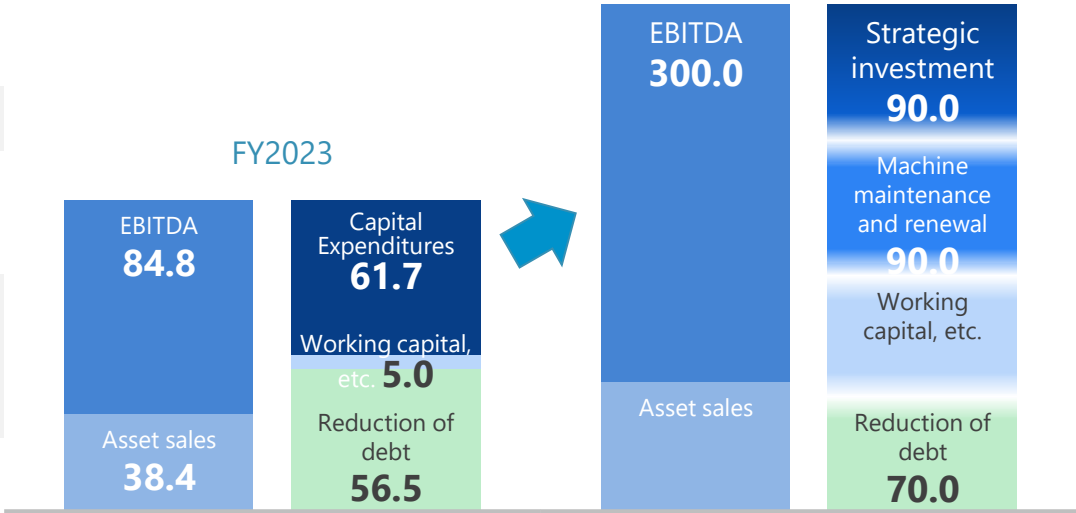 FY2023
EBITDA
84.8
Asset sales
38.4
Capital
Expenditures
61.7
Working capital,
etc. 5.0
Reduction of
debt
56.5
EBITDA
300.0
Asset sales
Strategic
investment
90.0
Machine
maintenance
and renewal
90.0
Working
capital, etc.
Reduction of
debt
70.0